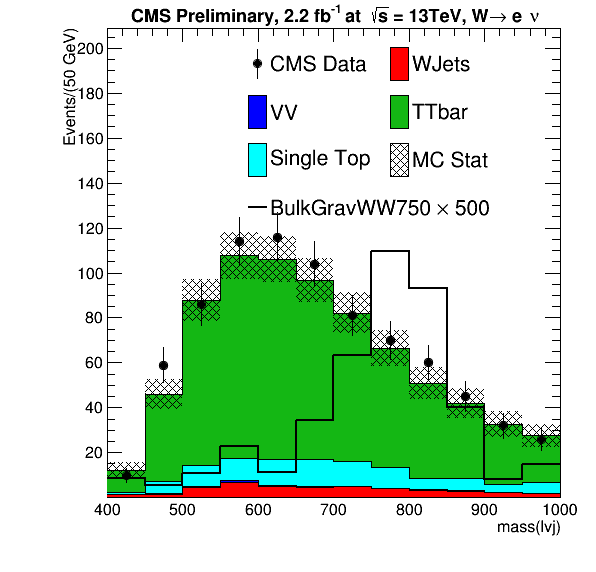 CMS Preliminary, 2.2 fb⁻¹ at √s = 13TeV, W→ e ν
Events/(50 GeV)
200
180
160
140
120
100
80
60
40
20
CMS Data
WJets
VV
TTbar
Single Top
MC Stat
BulkGravWW750 × 500
400 500 600 700 800 900 1000
mass(lvj)